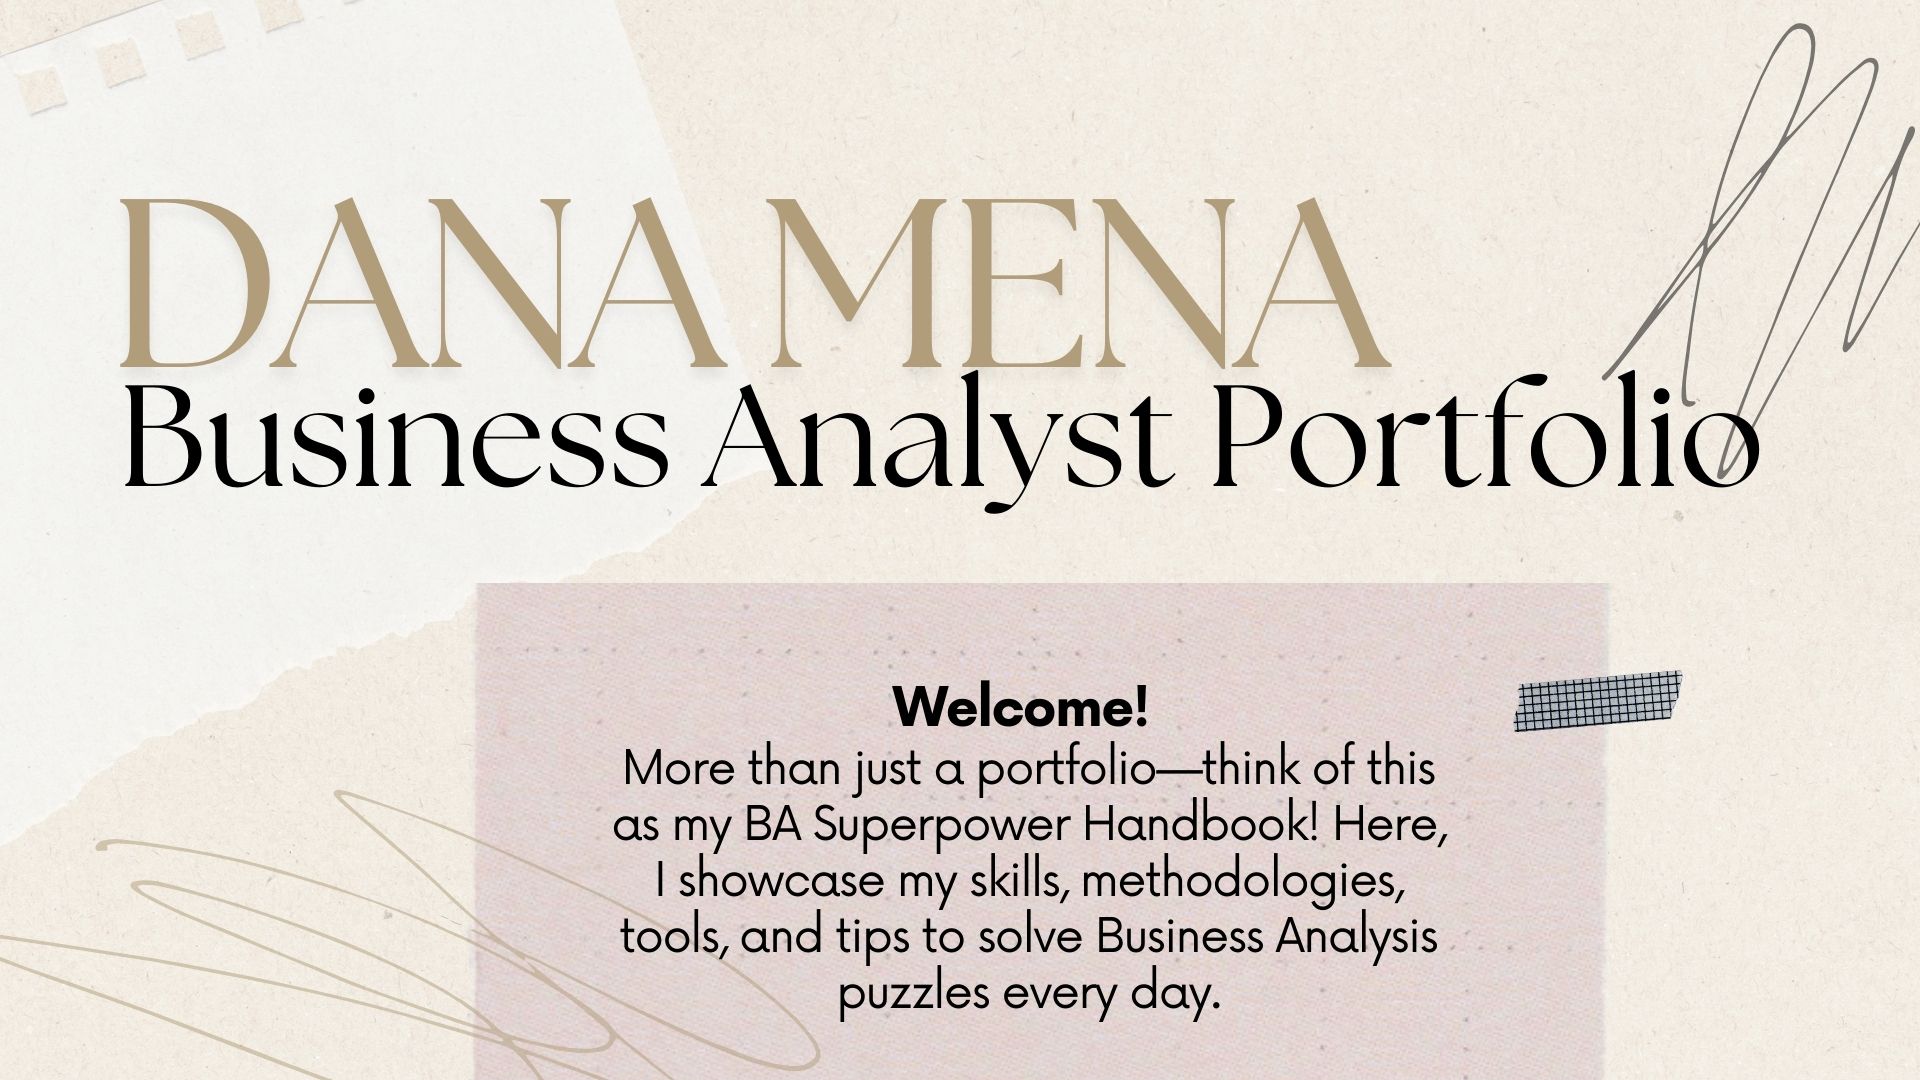 DANA MENA
Business Analyst Portfolio
Welcome!
More than just a portfolio—think of this
as my BA Superpower Handbook! Here,
I showcase my skills, methodologies,
tools, and tips to solve Business Analysis
puzzles every day.